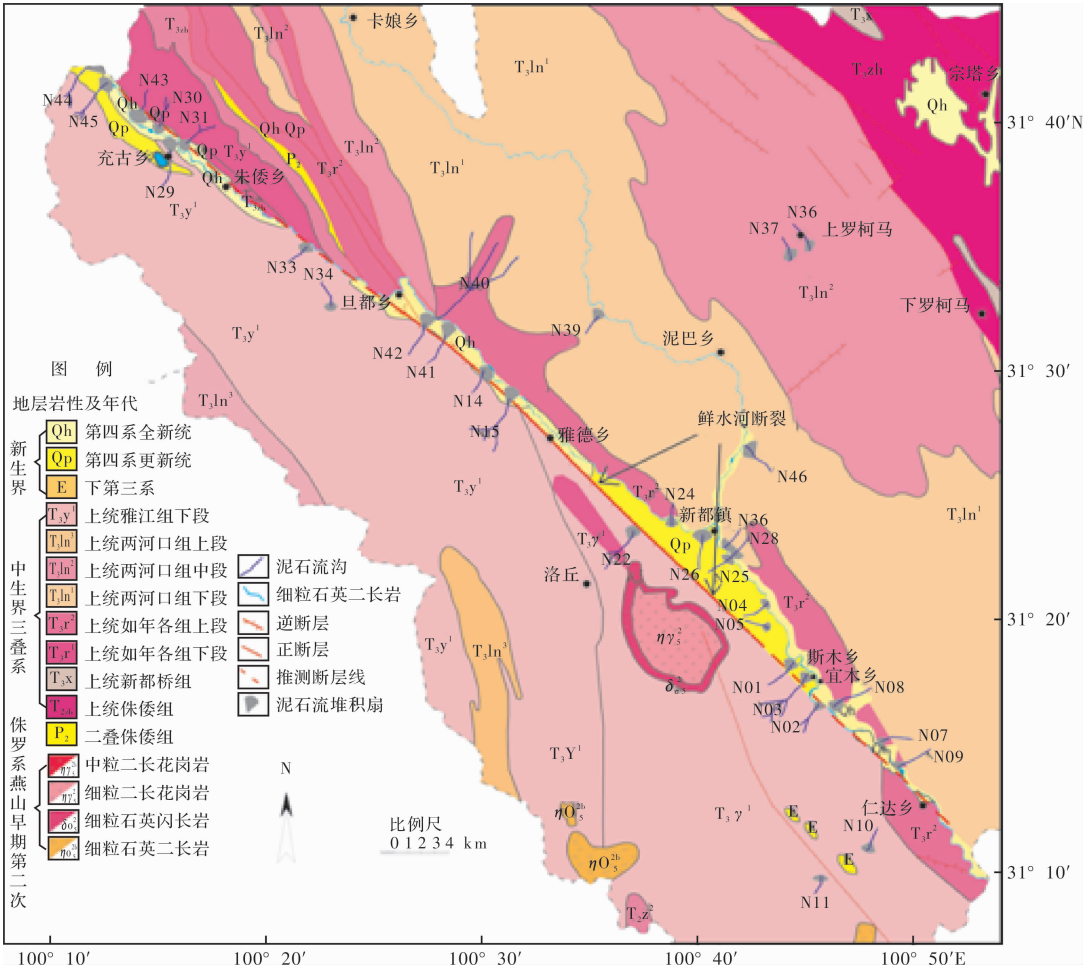 卡娘乡
T₃x
T₃zh
T₃ln²
T₃ln¹
T₃zh
宗塔乡
Qh
N44
N43
N45
Qh
N30
Qp
N31
Qp
31° 40′
Qh Qp
P₂
T₃r²
T₃ln²
T₃ln¹
充古乡
Qp
T₃y¹
Qh
朱倭乡
N29
T₃y¹
N36
N37
上罗柯马
T₃ln²
N33
N34
N40
旦都乡
下罗柯马
T₃y¹
N39
泥巴乡
Qh
N42
N41
31° 30′
T₃ln³
N14
N15
雅德乡
鲜水河断裂
N46
T₃y¹
T₃r²
N24
新都镇
T₃ln¹
T₃γ¹
N22
Qp
N36
N28
N26
N25
洛丘
N04
N05
T₃r²
31° 20′
ηγ₅²
T₃y¹
T₃ln³
斯木乡
宜木乡
N01
N03
N02
N08
Qh
N07
N09
T₃Y¹
ηO₅²ᵇ
T₃γ¹
E
E
E
N10
仁达乡
T₃r²
N11
31° 10′
ηO₅²ᵇ
T₂z²
图 例
地层岩性及年代
新生界
Qh 第四系全新统
Qp 第四系更新统
E 下第三系
中生界三叠系
T₃y¹ 上统雅江组下段
T₃ln³ 上统两河口组上段
T₃ln² 上统两河口组中段
T₃ln¹ 上统两河口组下段
T₃r² 上统如年各组上段
T₃r¹ 上统如年各组下段
T₃x 上统新都桥组
上统侏倭组
P₂ 二叠侏倭组
侏罗系燕山早期第二次
中粒二长花岗岩
细粒二长花岗岩
细粒石英闪长岩
细粒石英二长岩
泥石流沟
细粒石英二长岩
逆断层
正断层
推测断层线
泥石流堆积扇
N
比例尺
0 1 2 3 4 km
100° 10′
100° 20′
100° 30′
100° 40′
100° 50′E